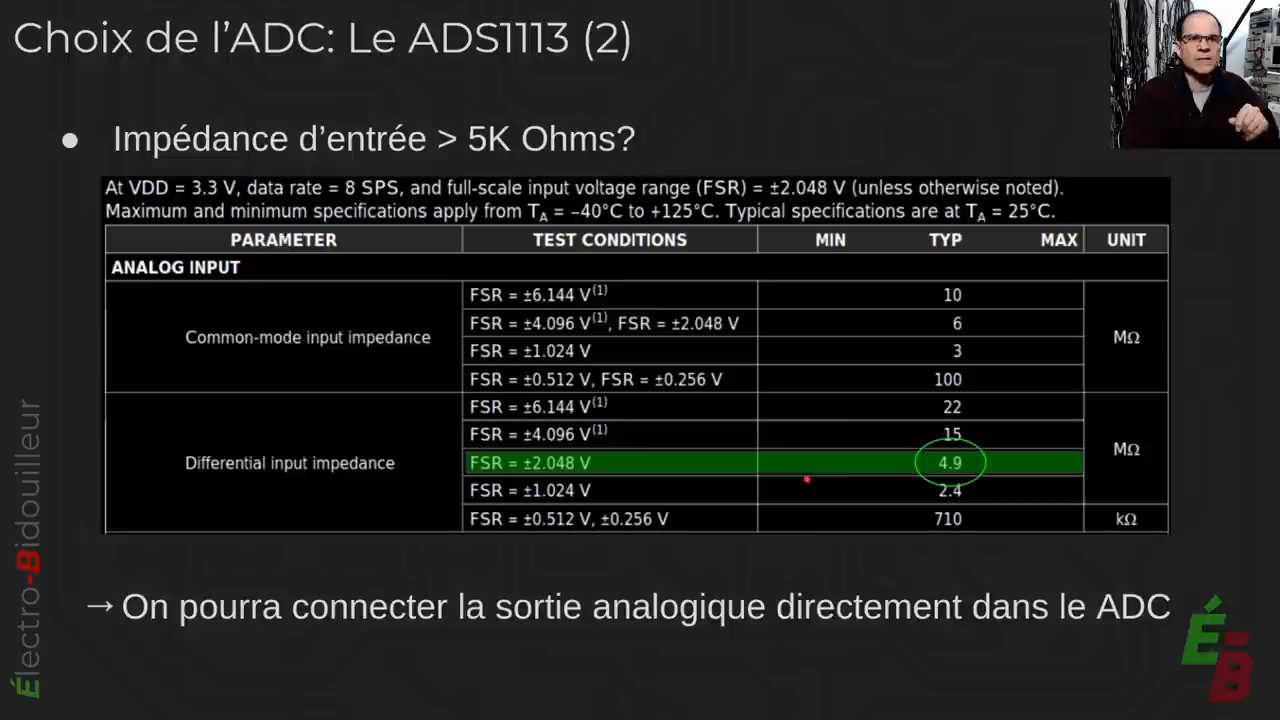 Choix de l'ADC: Le ADS1113 (2)
● Impédance d'entrée > 5K Ohms?
At VDD = 3.3 V, data rate = 8 SPS, and full-scale input voltage range (FSR) = ±2.048 V (unless otherwise noted).
Maximum and minimum specifications apply from TA = –40°C to +125°C. Typical specifications are at TA = 25°C.
PARAMETER TEST CONDITIONS MIN TYP MAX UNIT
ANALOG INPUT
Common-mode input impedance
FSR = ±6.144 V(1) 10
FSR = ±4.096 V(1), FSR = ±2.048 V 6
FSR = ±1.024 V 3
FSR = ±0.512 V, FSR = ±0.256 V 100
MΩ
Differential input impedance
FSR = ±6.144 V(1) 22
FSR = ±4.096 V(1) 15
FSR = ±2.048 V 4.9
FSR = ±1.024 V 2.4
MΩ
FSR = ±0.512 V, ±0.256 V 710 kΩ
→ On pourra connecter la sortie analogique directement dans le ADC
Électro-Bidouilleur
É-B